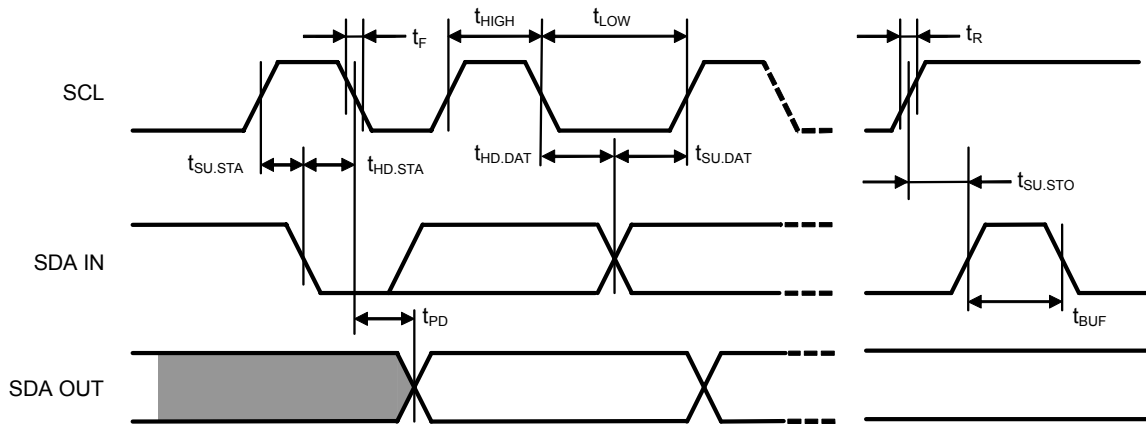 tF
tHIGH
tLOW
tR
SCL
tSU.STA
tHD.STA
tHD.DAT
tSU.DAT
tSU.STO
SDA IN
tPD
tBUF
SDA OUT